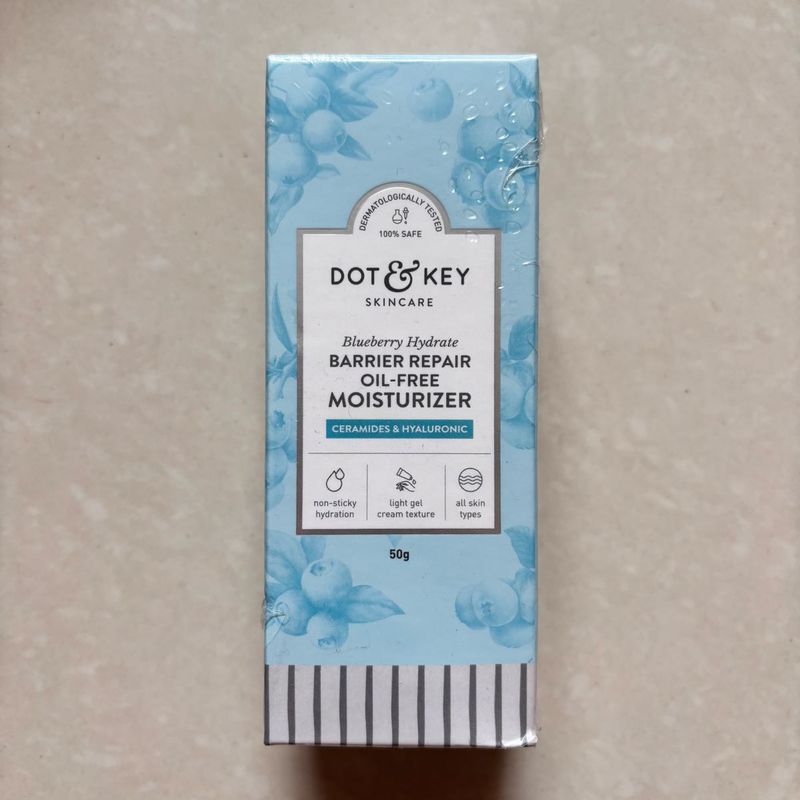 DERMATOLOGICALLY TESTED
100% SAFE
DOT & KEY
SKINCARE
Blueberry Hydrate
BARRIER REPAIR
OIL-FREE
MOISTURIZER
CERAMIDES & HYALURONIC
non-sticky
hydration
light gel
cream texture
all skin
types
50g